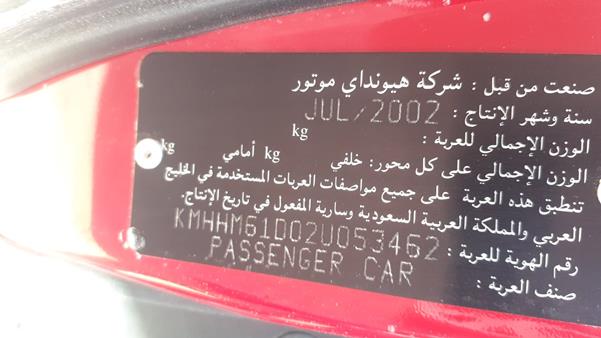 صنعت من قبل : شركة هيونداي موتور
سنة وشهر الإنتاج : JUL/2002
الوزن الإجمالي للعربة : kg
الوزن الإجمالي على كل محور: خلفي kg أمامي kg
تنطبق هذه العربة على جميع مواصفات العربات المستخدمة في الخليج
العربي والمملكة العربية السعودية وسارية المفعول في تاريخ الإنتاج.
رقم الهوية للعربة : KMHHM61D02U053462
صنف العربة : PASSENGER CAR